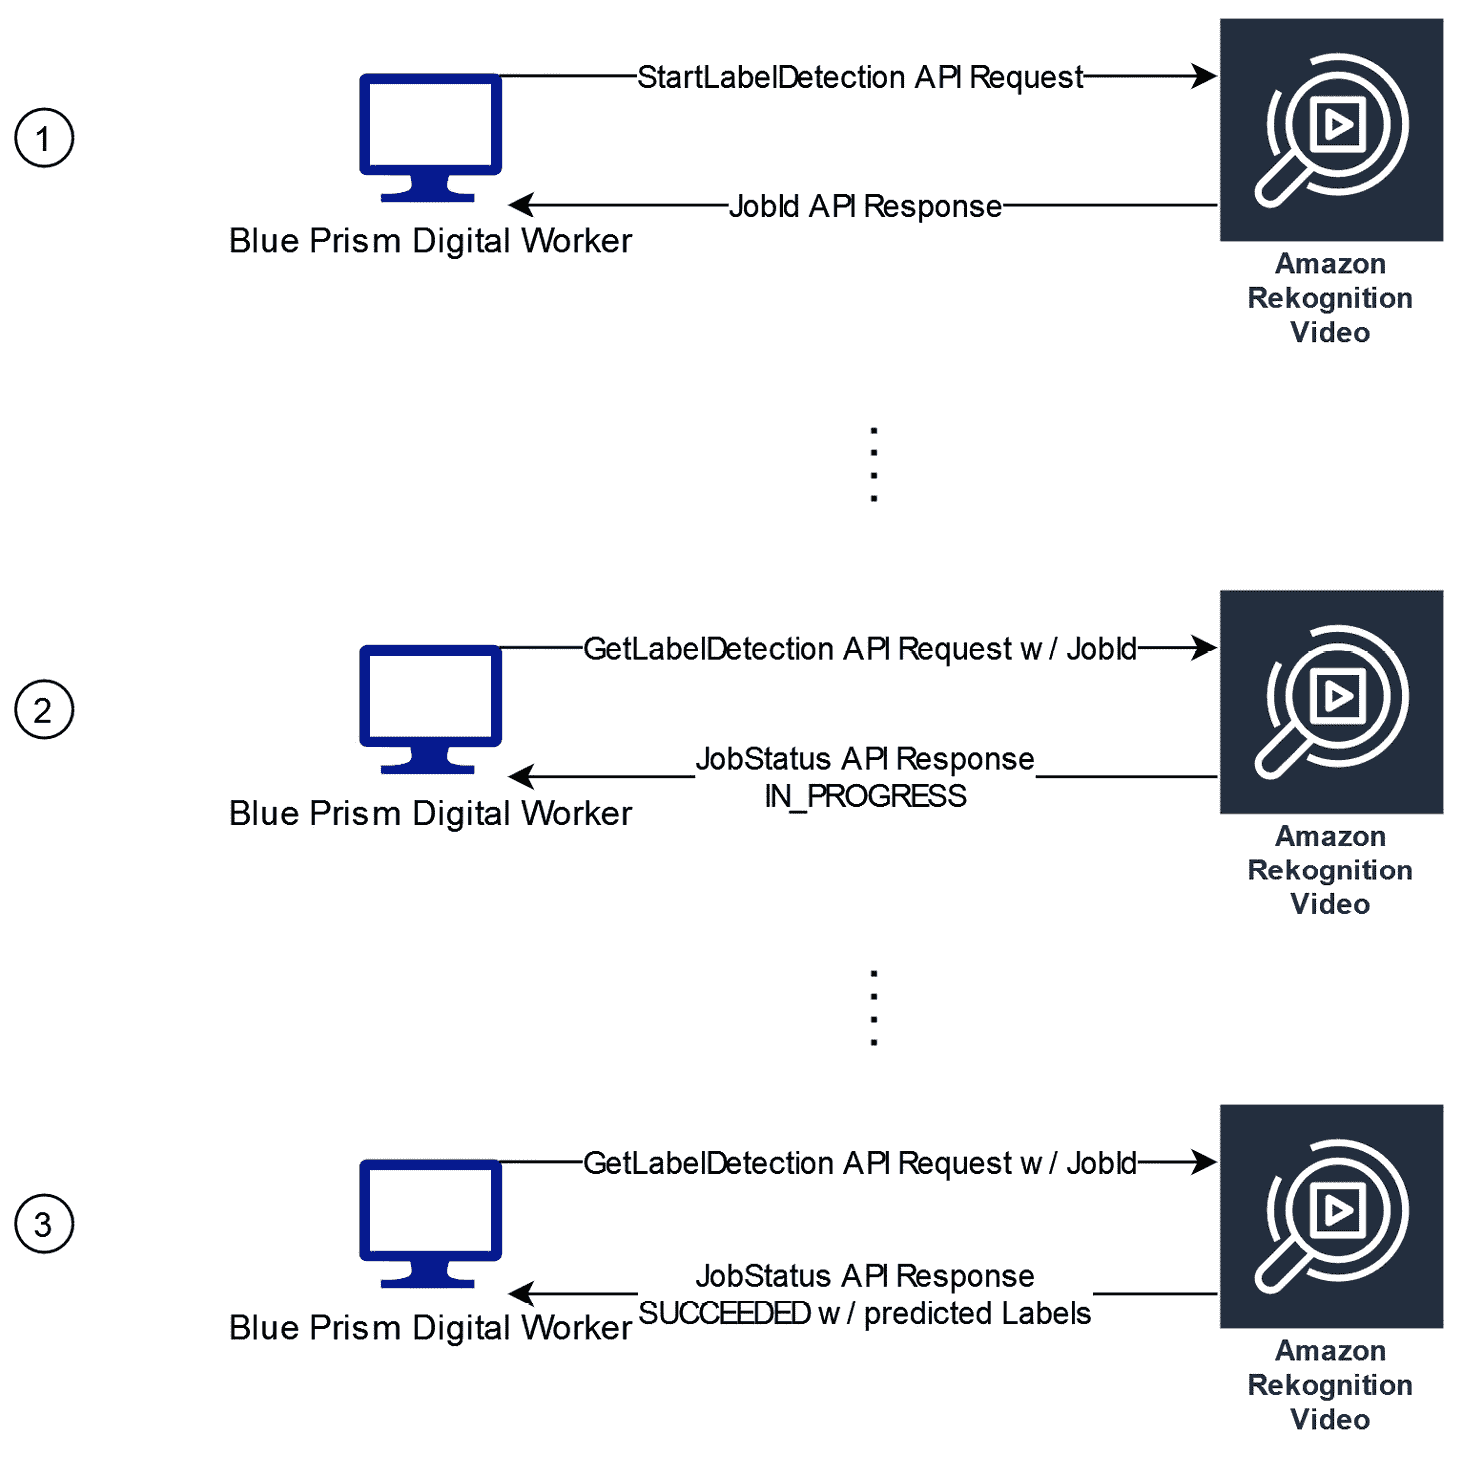 1
StartLabelDetection API Request
JobId API Response
Blue Prism Digital Worker
Amazon
Rekognition
Video
2
GetLabelDetection API Request w / JobId
JobStatus API Response
IN_PROGRESS
Blue Prism Digital Worker
Amazon
Rekognition
Video
3
GetLabelDetection API Request w / JobId
JobStatus API Response
SUCCEEDED w / predicted Labels
Blue Prism Digital Worker
Amazon
Rekognition
Video